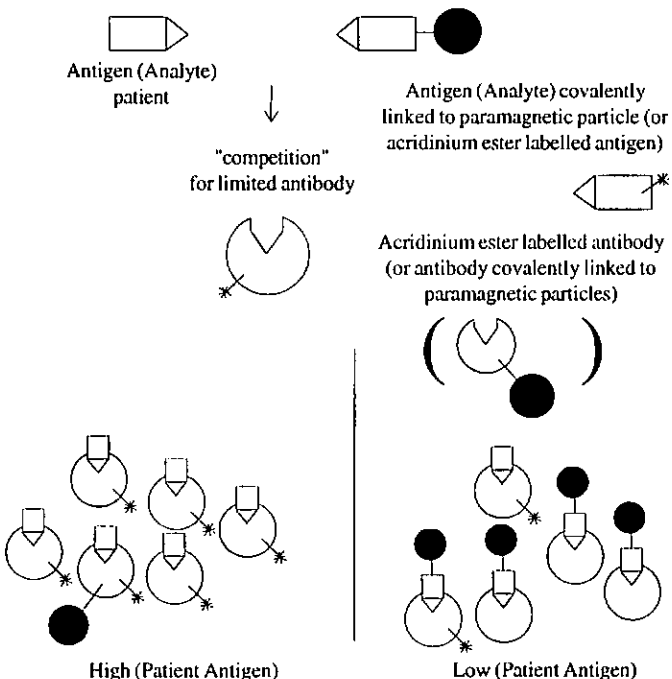 Antigen (Analyte)
patient
"competition"
for limited antibody
Antigen (Analyte) covalently
linked to paramagnetic particle (or
acridinium ester labelled antigen)
Acridinium ester labelled antibody
(or antibody covalently linked to
paramagnetic particles)
High (Patient Antigen)
Low (Patient Antigen)